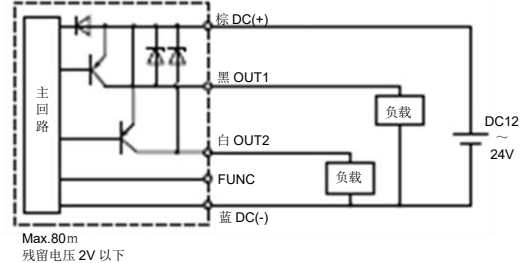 棕 DC(+)
主回路
黑 OUT1
负载
DC12
～
24V
白 OUT2
负载
FUNC
蓝 DC(-)
Max.80m
残留电压 2V 以下